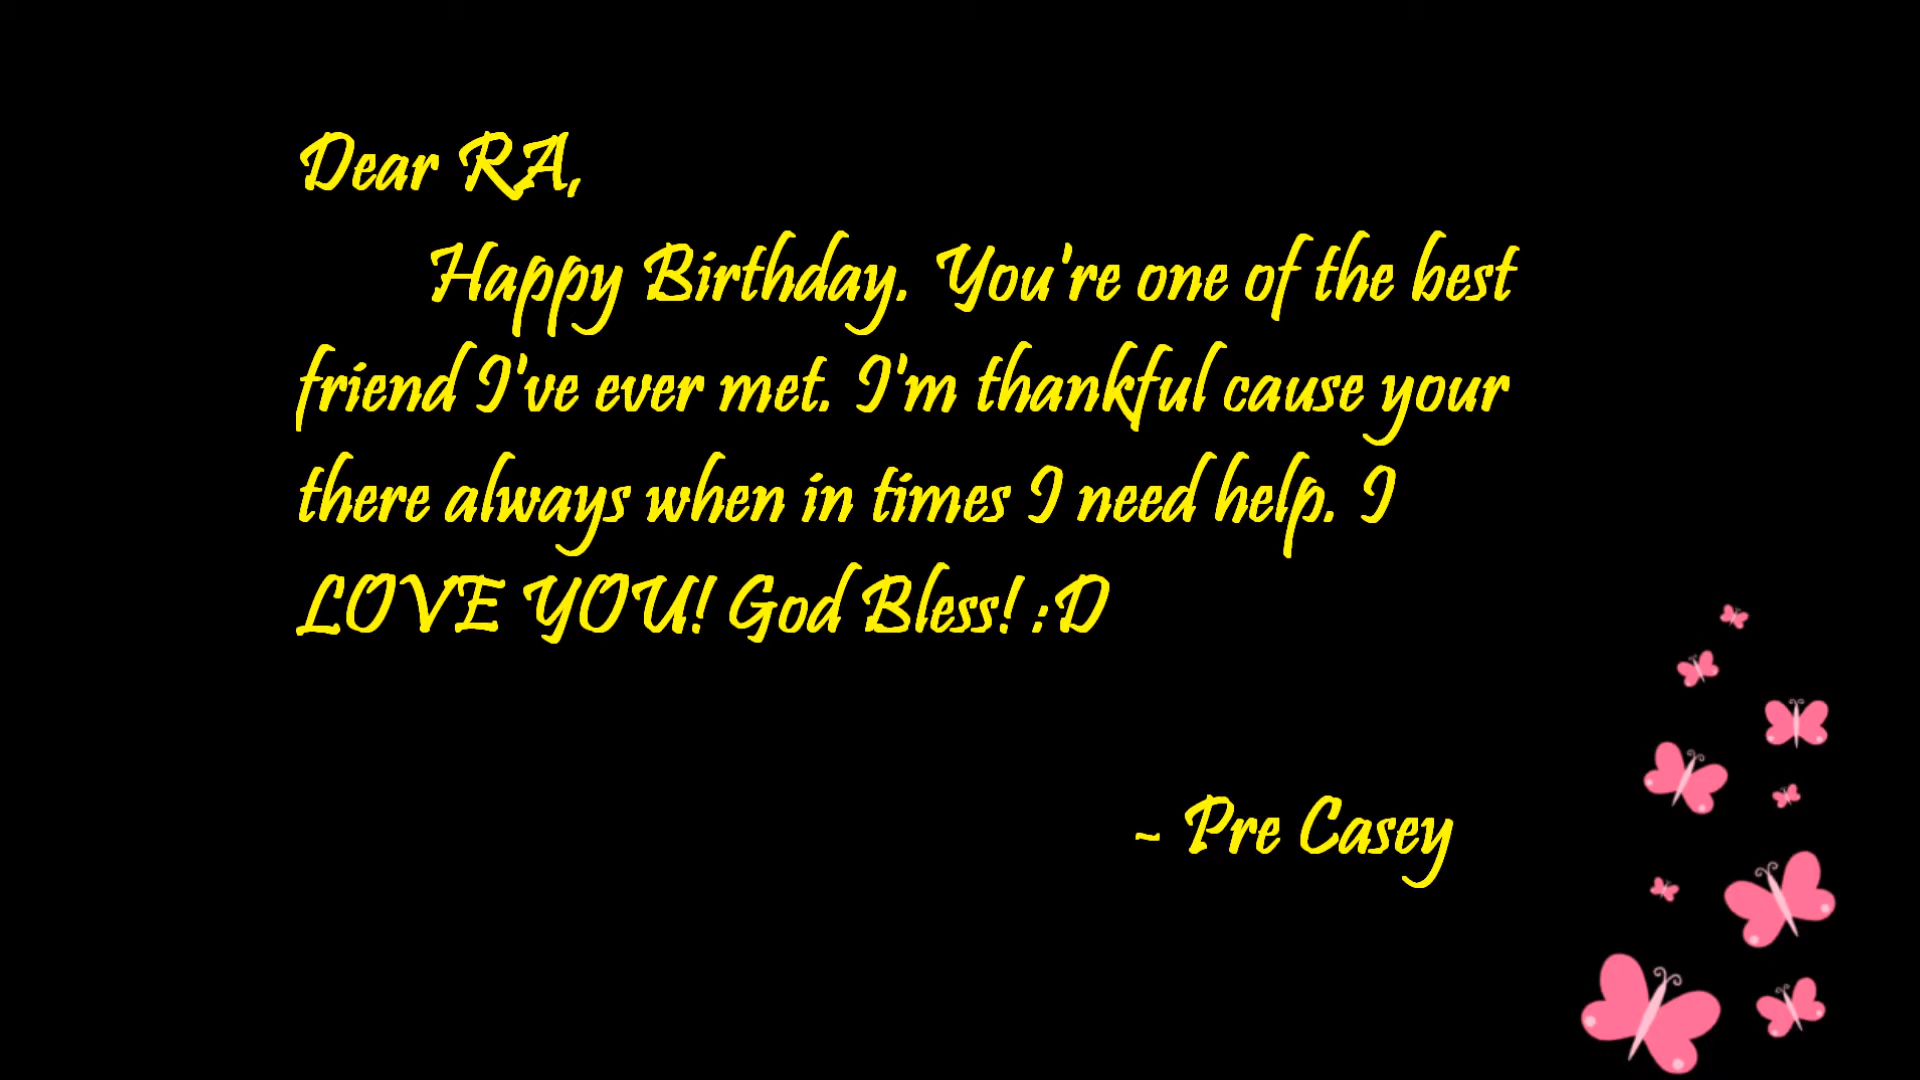 Dear RA,
Happy Birthday. You're one of the best
friend I've ever met. I'm thankful cause your
there always when in times I need help. I
LOVE YOU! God Bless! :D
~ Pre Casey